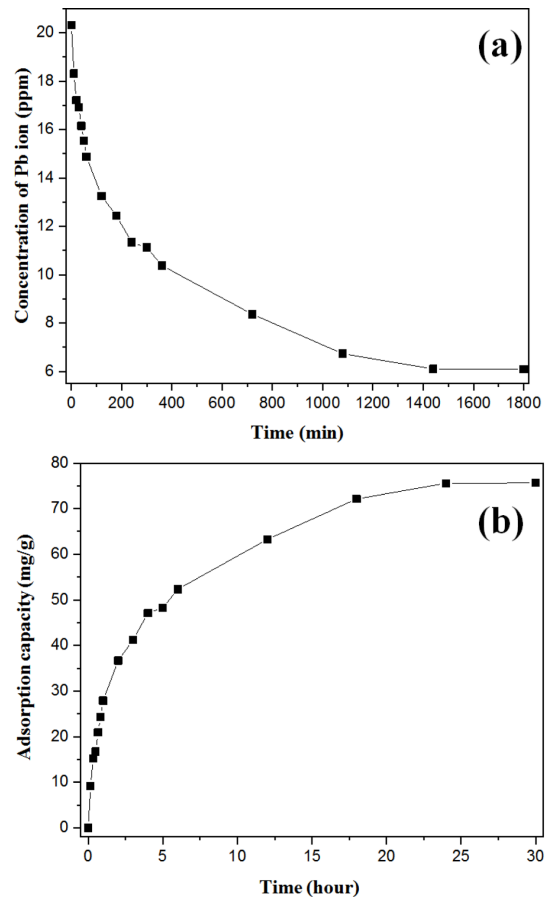 (a)
Concentration of Pb ion (ppm)
20
18
16
14
12
10
8
6
0 200 400 600 800 1000 1200 1400 1600 1800
Time (min)
(b)
Adsorption capacity (mg/g)
80
70
60
50
40
30
20
10
0
0 5 10 15 20 25 30
Time (hour)